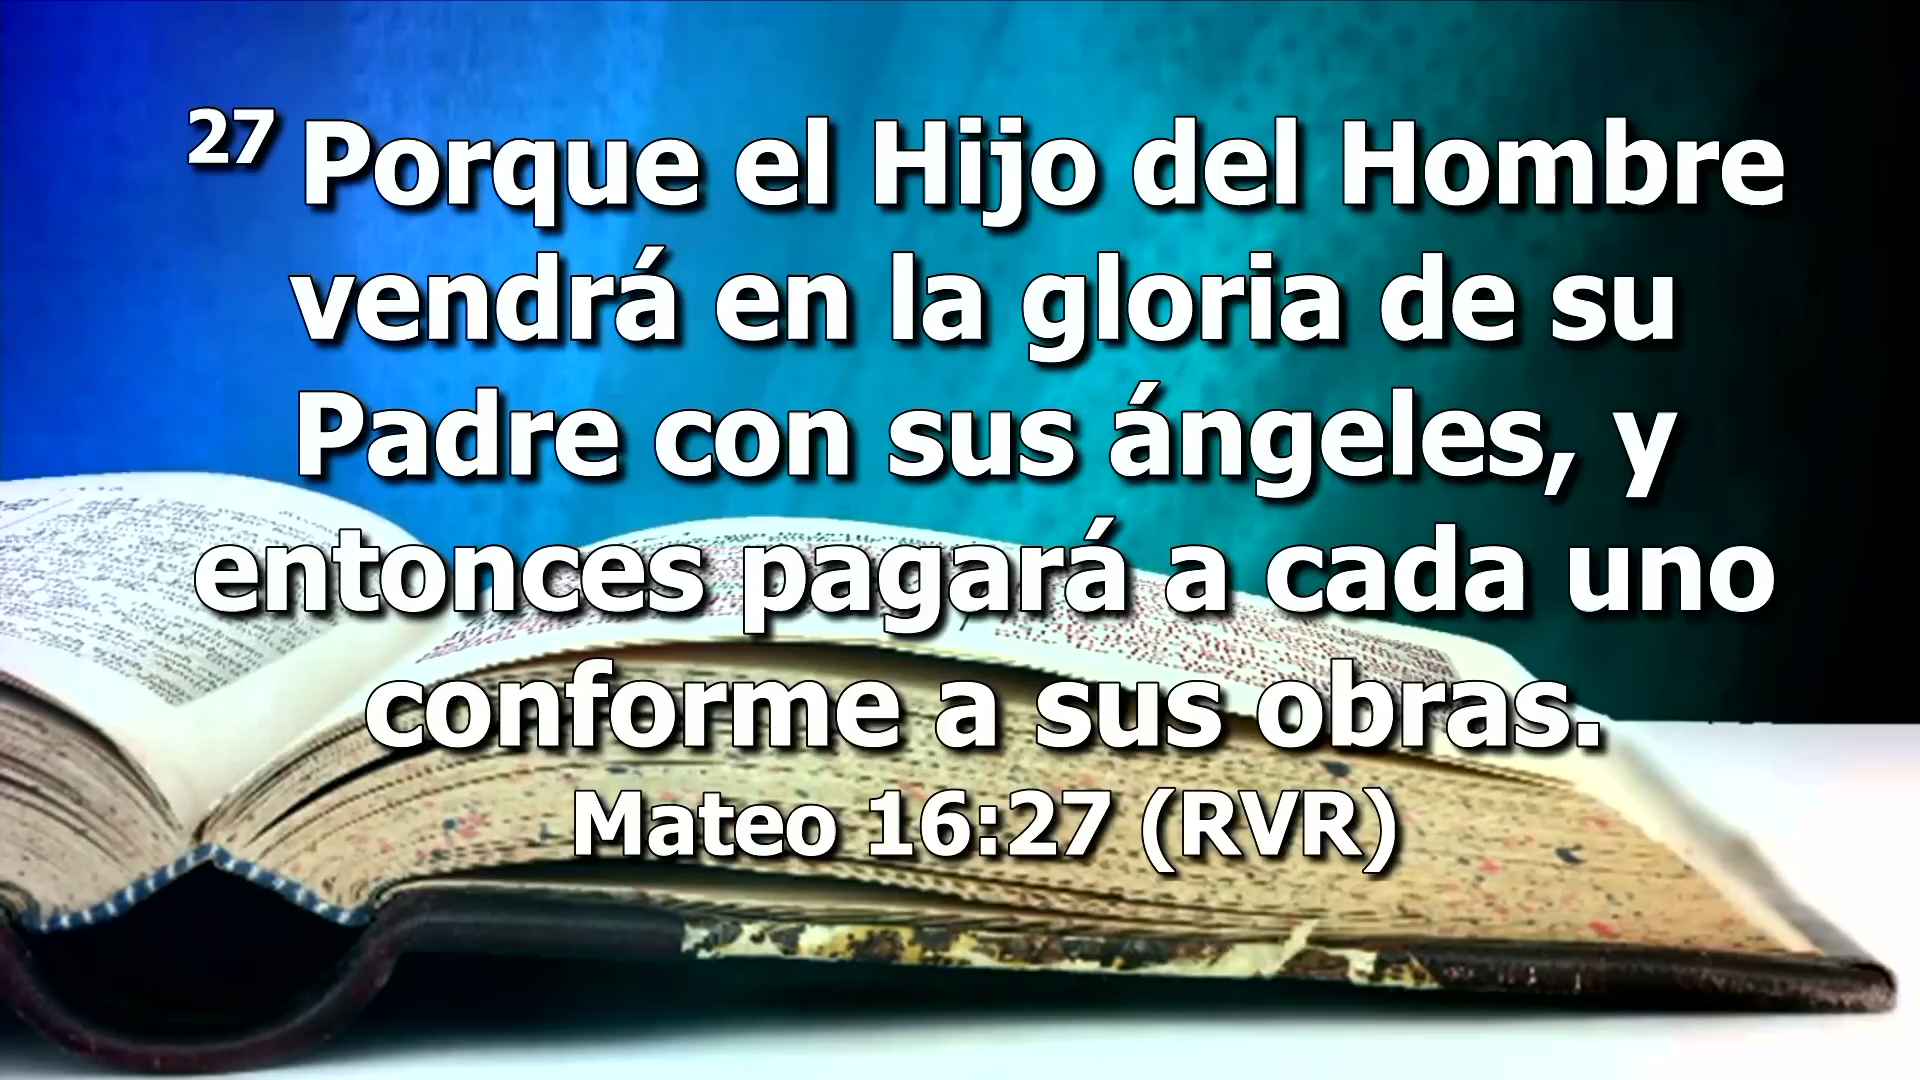 27 Porque el Hijo del Hombre
vendrá en la gloria de su
Padre con sus ángeles, y
entonces pagará a cada uno
conforme a sus obras.
Mateo 16:27 (RVR)